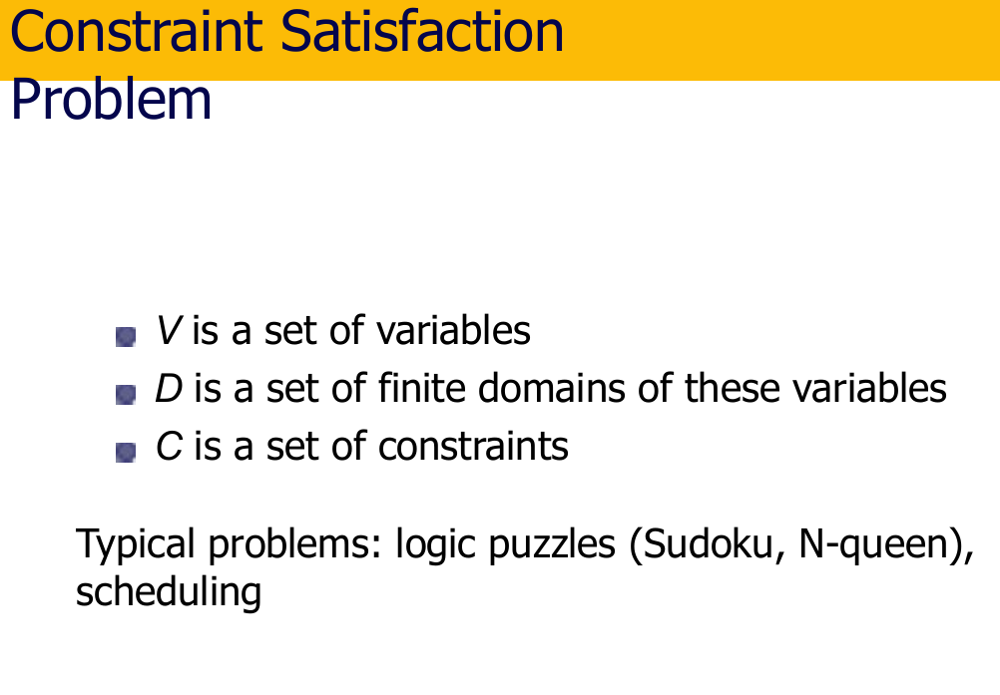 Constraint Satisfaction
Problem
V is a set of variables
D is a set of finite domains of these variables
C is a set of constraints
Typical problems: logic puzzles (Sudoku, N-queen),
scheduling